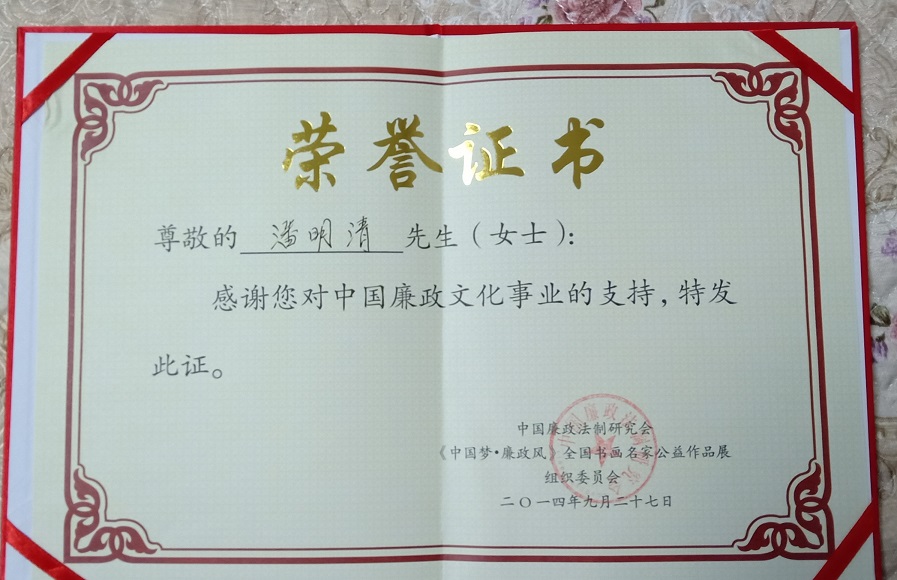 荣誉证书
尊敬的 潘明清 先生（女士）：
感谢您对中国廉政文化事业的支持，特发
此证。
中国廉政法制研究会
《中国梦·廉政风》全国书画名家公益作品展
组织委员会
二〇一四年九月二十七日